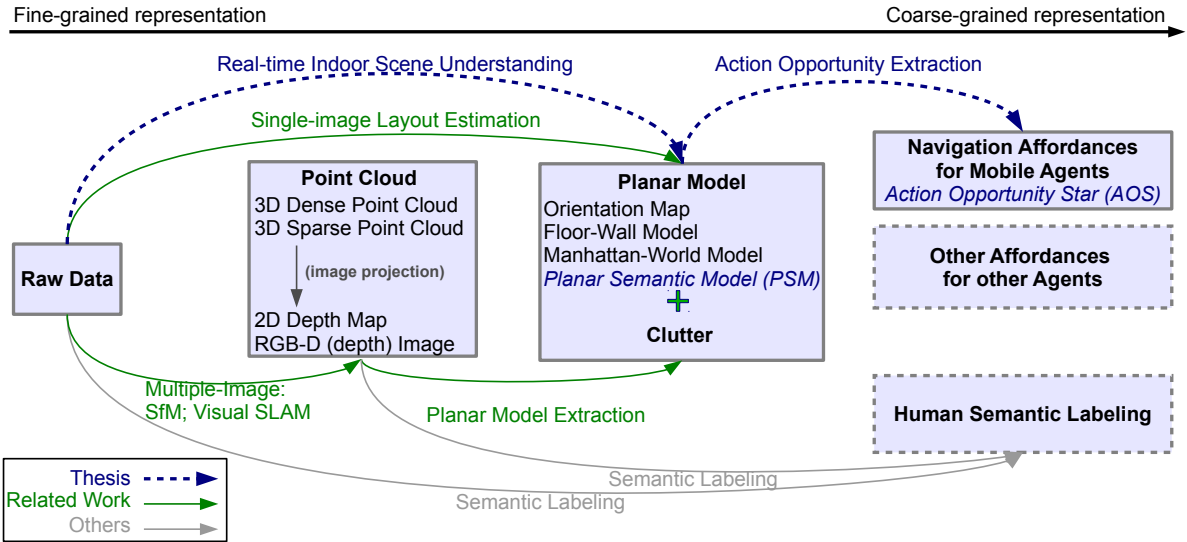 Fine-grained representation
Coarse-grained representation
Real-time Indoor Scene Understanding
Action Opportunity Extraction
Single-image Layout Estimation
Raw Data
Point Cloud
3D Dense Point Cloud
3D Sparse Point Cloud
(image projection)
2D Depth Map
RGB-D (depth) Image
Planar Model
Orientation Map
Floor-Wall Model
Manhattan-World Model
Planar Semantic Model (PSM)
+
Clutter
Navigation Affordances
for Mobile Agents
Action Opportunity Star (AOS)
Other Affordances
for other Agents
Human Semantic Labeling
Multiple-Image:
SfM; Visual SLAM
Planar Model Extraction
Semantic Labeling
Semantic Labeling
Thesis
Related Work
Others